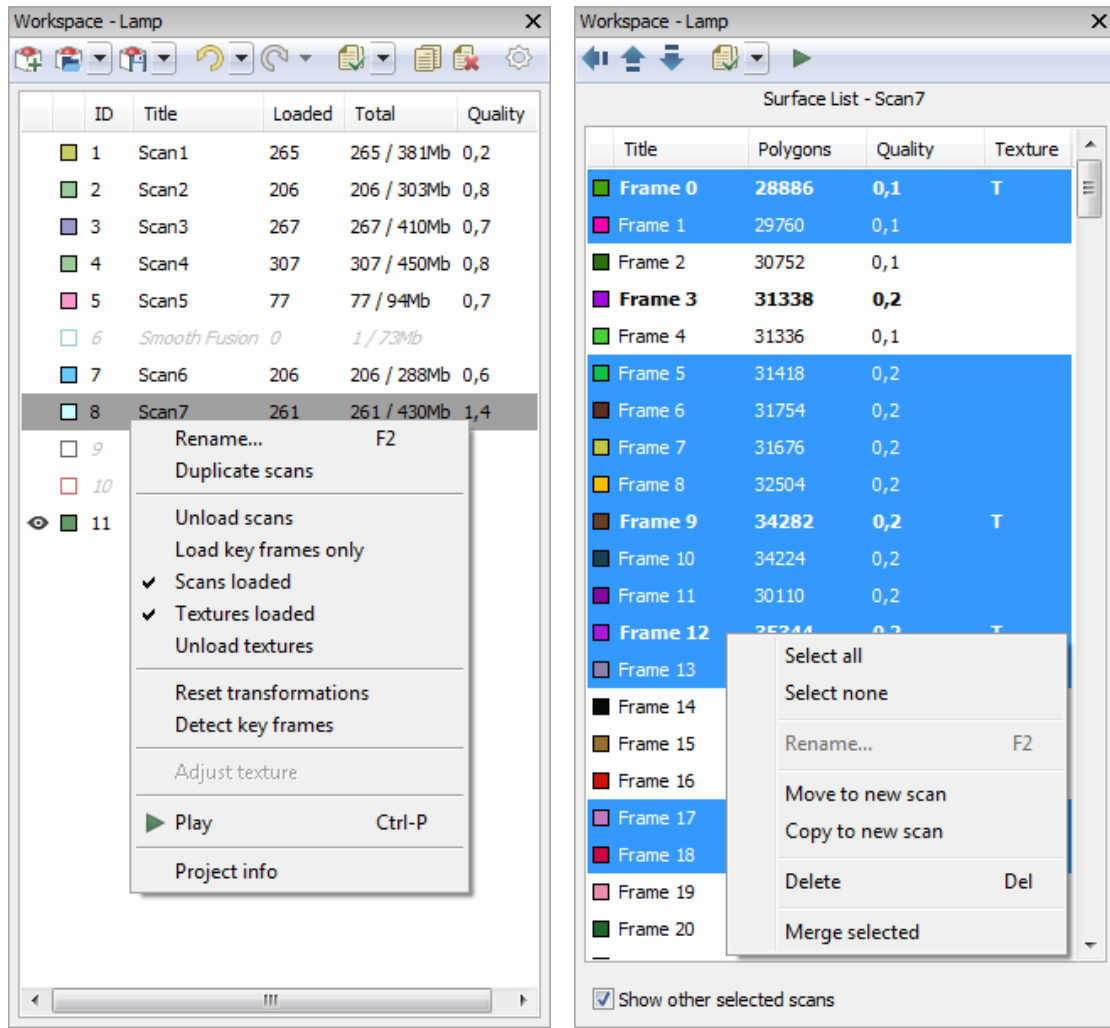 Workspace - Lamp
ID Title Loaded Total Quality
1 Scan1 265 265 / 381Mb 0,2
2 Scan2 206 206 / 303Mb 0,8
3 Scan3 267 267 / 410Mb 0,7
4 Scan4 307 307 / 450Mb 0,8
5 Scan5 77 77 / 94Mb 0,7
6 Smooth Fusion 0 1 / 73Mb
7 Scan6 206 206 / 288Mb 0,6
8 Scan7 261 261 / 430Mb 1,4
9
10
11
Rename... F2
Duplicate scans
Unload scans
Load key frames only
Scans loaded
Textures loaded
Unload textures
Reset transformations
Detect key frames
Adjust texture
Play Ctrl-P
Project info
Workspace - Lamp
Surface List - Scan7
Title Polygons Quality Texture
Frame 0 28886 0,1 T
Frame 1 29760 0,1
Frame 2 30752 0,1
Frame 3 31338 0,2
Frame 4 31336 0,1
Frame 5 31418 0,2
Frame 6 31754 0,2
Frame 7 31676 0,2
Frame 8 32504 0,2
Frame 9 34282 0,2 T
Frame 10 34224 0,2
Frame 11 30110 0,2
Frame 12 35344 0,2 T
Frame 13
Frame 14
Frame 15
Frame 16
Frame 17
Frame 18
Frame 19
Frame 20
Select all
Select none
Rename... F2
Move to new scan
Copy to new scan
Delete Del
Merge selected
Show other selected scans